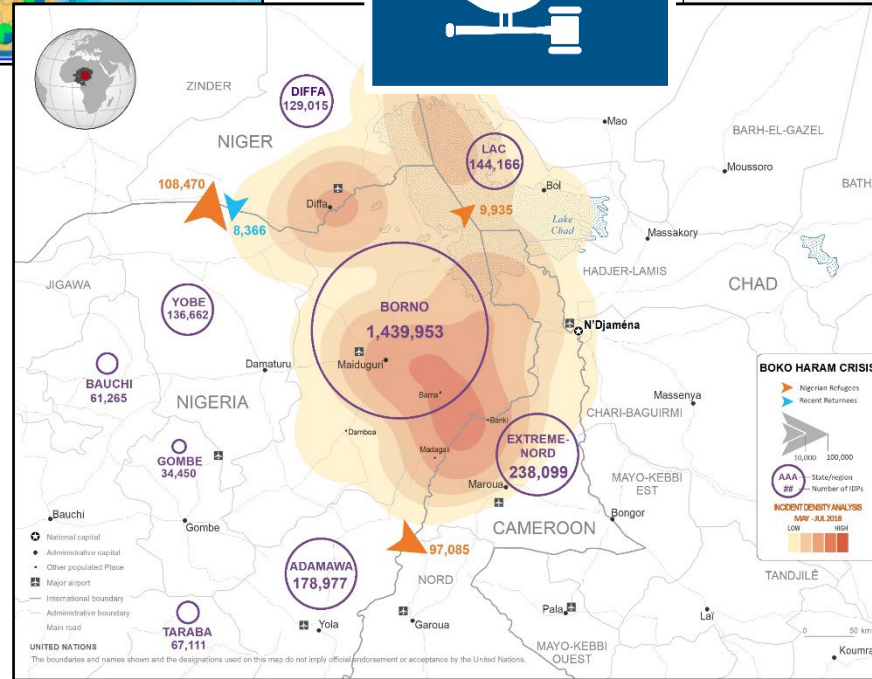 ZINDER
DIFFA
129,015
NIGER
LAC
144,166
Mao
BARH-EL-GAZEL
Moussoro
BATH
108,470
8,366
Diffa
9,935
Bol
Lake
Chad
Massakory
HADJER-LAMIS
CHAD
JIGAWA
YOBE
136,662
BORNO
1,439,953
N'Djaména
Maiduguri
Damaturu
BAUCHI
61,265
NIGERIA
Bama
Banki
Damboa
Madagali
Massenya
CHARI-BAGUIRMI
EXTREME-
NORD
238,099
Maroua
MAYO-KEBBI
EST
Bongor
GOMBE
34,450
Bauchi
Gombe
CAMEROON
97,085
ADAMAWA
178,977
NORD
TANDJILÉ
TARABA
67,111
Yola
Garoua
Pala
Laï
MAYO-KEBBI
OUEST
Koumra
BOKO HARAM CRISIS
Nigerian Refugees
Recent Returnees
10,000
100,000
AAA
##
State/region
Number of IDPs
INCIDENT DENSITY ANALYSIS
MAY - JUL 2018
LOW
HIGH
National capital
Administrative capital
Other populated Place
Major airport
International boundary
Administrative boundary
Main road
0
50 km
UNITED NATIONS
The boundaries and names shown and the designations used on this map do not imply official endorsement or acceptance by the United Nations.